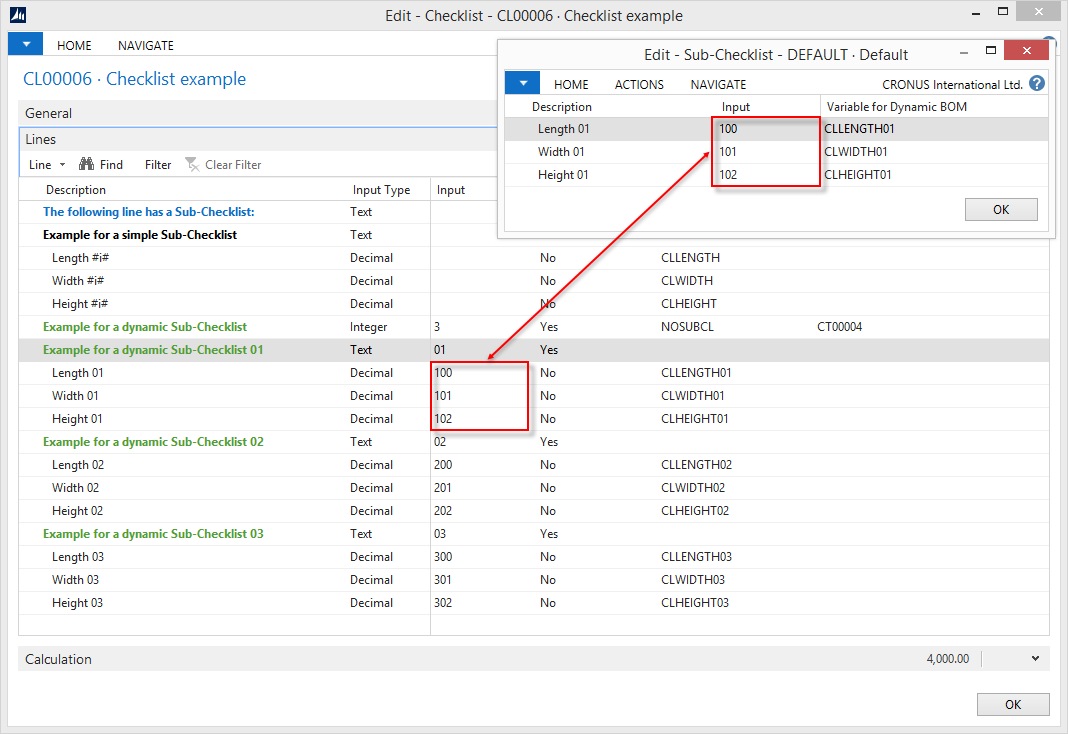 Edit - Checklist - CL00006 · Checklist example
HOME NAVIGATE
CL00006 · Checklist example
General
Lines
Line Find Filter Clear Filter
Description Input Type Input
The following line has a Sub-Checklist: Text
Example for a simple Sub-Checklist Text
Length #i# Decimal No CLLENGTH
Width #i# Decimal No CLWIDTH
Height #i# Decimal No CLHEIGHT
Example for a dynamic Sub-Checklist Integer 3 Yes NOSUBCL CT00004
Example for a dynamic Sub-Checklist 01 Text 01 Yes
Length 01 Decimal 100 No CLLENGTH01
Width 01 Decimal 101 No CLWIDTH01
Height 01 Decimal 102 No CLHEIGHT01
Example for a dynamic Sub-Checklist 02 Text 02 Yes
Length 02 Decimal 200 No CLLENGTH02
Width 02 Decimal 201 No CLWIDTH02
Height 02 Decimal 202 No CLHEIGHT02
Example for a dynamic Sub-Checklist 03 Text 03 Yes
Length 03 Decimal 300 No CLLENGTH03
Width 03 Decimal 301 No CLWIDTH03
Height 03 Decimal 302 No CLHEIGHT03
Calculation 4,000.00
OK
Edit - Sub-Checklist - DEFAULT · Default
HOME ACTIONS NAVIGATE CRONUS International Ltd. ?
Description Input Variable for Dynamic BOM
Length 01 100 CLLENGTH01
Width 01 101 CLWIDTH01
Height 01 102 CLHEIGHT01
OK